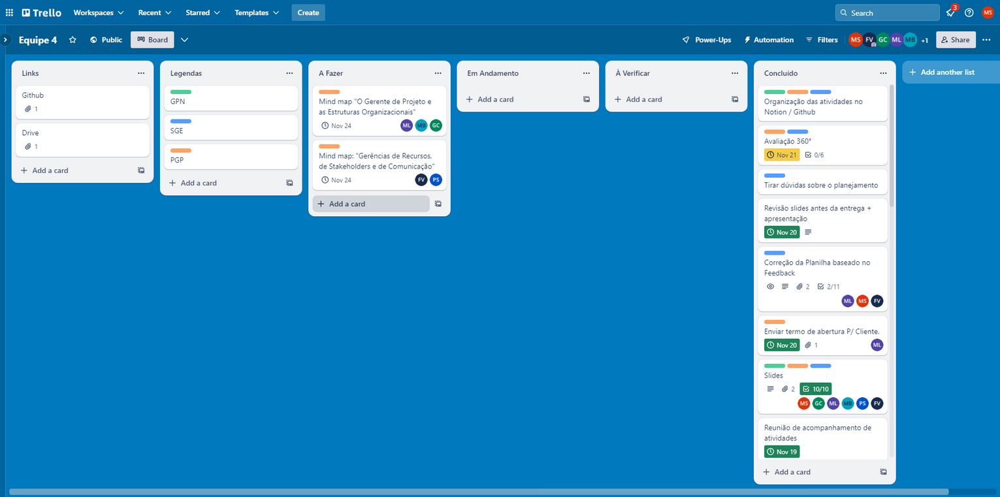 Trello Workspaces Recent Starred Templates Create Search 3 MS
Equipe 4 Public Board Power-Ups Automation Filters MS FV GC ML MB +1 Share
Links
Github
1
Drive
1
Add a card
Legendas
GPN
SGE
PGP
Add a card
A Fazer
Mind map "O Gerente de Projeto e
as Estruturas Organizacionais"
Nov 24 ML MB GC
Mind map: "Gerências de Recursos,
de Stakeholders e de Comunicação"
Nov 24 FV PS
Add a card
Em Andamento
Add a card
À Verificar
Add a card
Concluído
Organização das atividades no
Notion / Github
Avaliação 360°
Nov 21 0/6
Tirar dúvidas sobre o planejamento
Revisão slides antes da entrega +
apresentação
Nov 20
Correção da Planilha baseado no
Feedback
2 2/11
ML MS FV
Enviar termo de abertura P/ Cliente.
Nov 20 1 ML
Slides
2 10/10
MS GC ML MB PS FV
Reunião de acompanhamento de
atividades
Nov 19
Add a card
Add another list